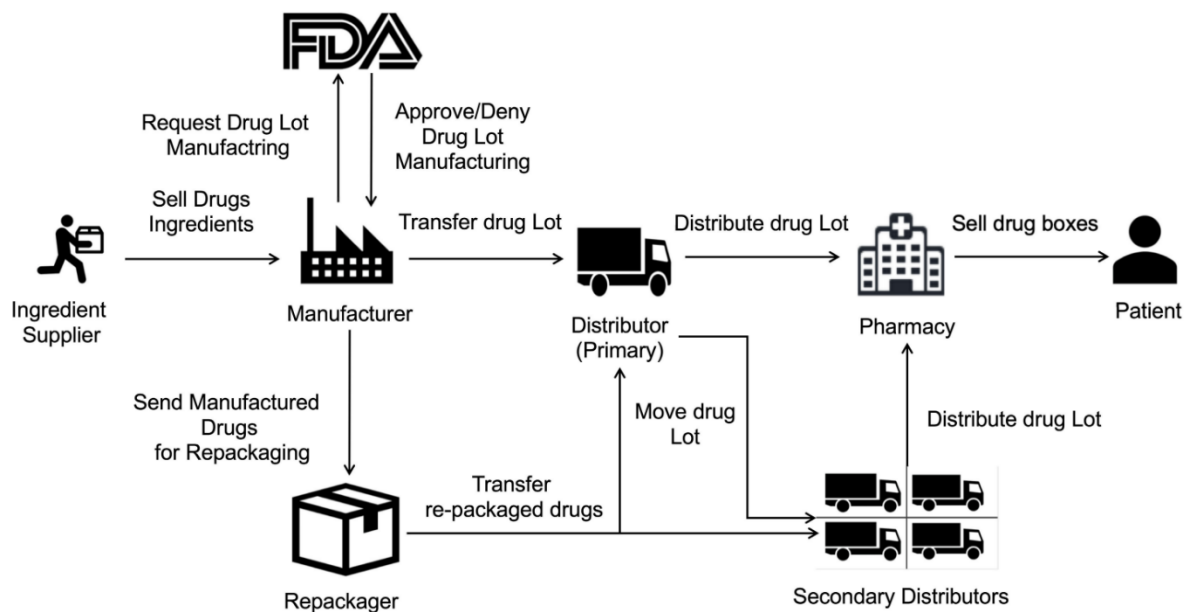 FDA
Request Drug Lot
Manufactring
Approve/Deny
Drug Lot
Manufacturing
Sell Drugs
Ingredients
Transfer drug Lot
Distribute drug Lot
Sell drug boxes
Ingredient
Supplier
Manufacturer
Distributor
(Primary)
Pharmacy
Patient
Send Manufactured
Drugs
for Repackaging
Move drug
Lot
Distribute drug Lot
Transfer
re-packaged drugs
Repackager
Secondary Distributors